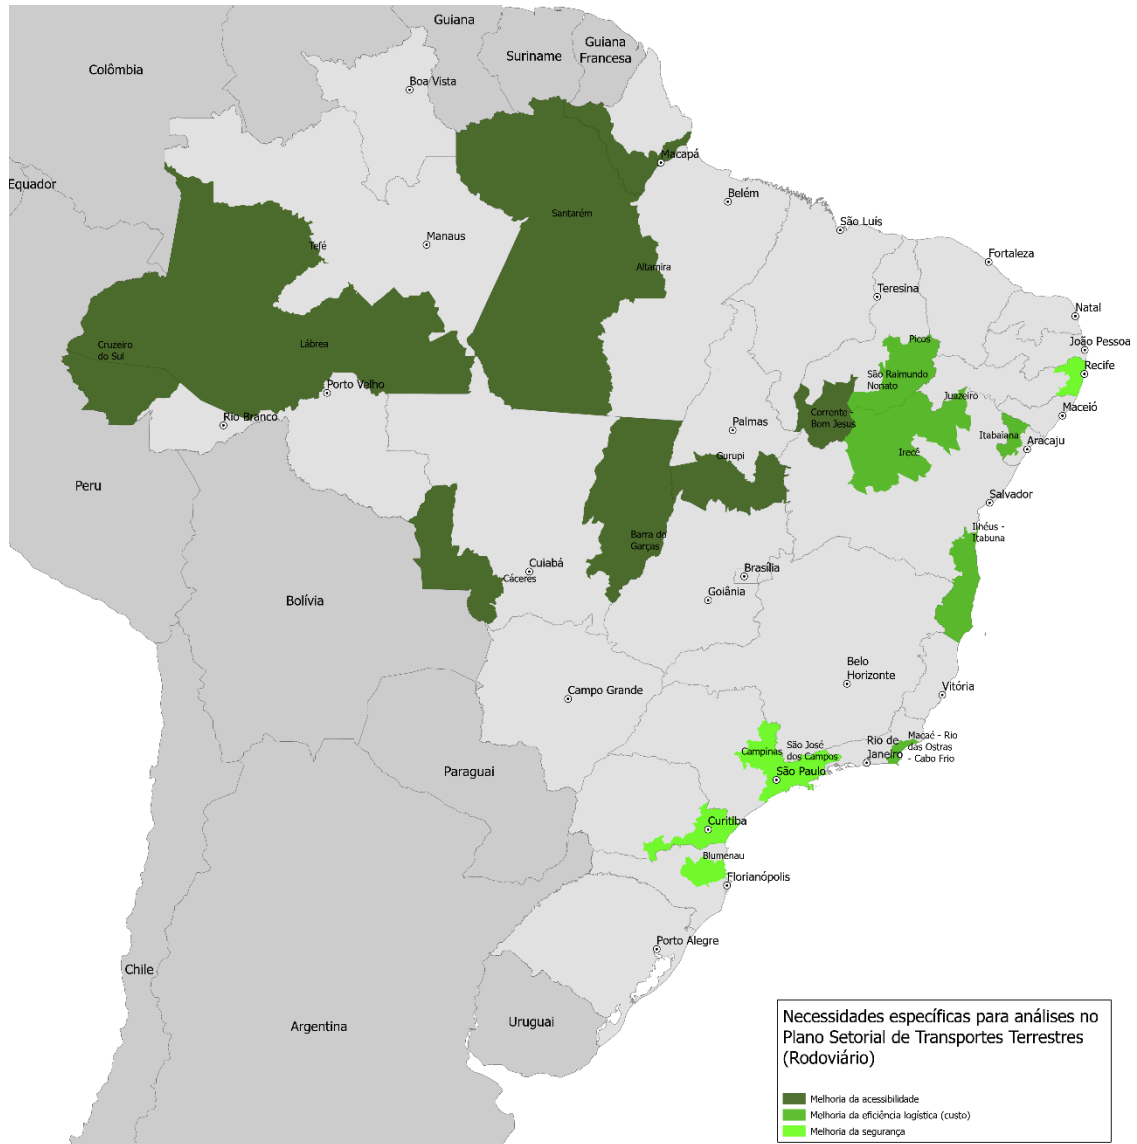 Guiana
Suriname
Guiana
Francesa
Colômbia
Boa Vista
Macapá
Equador
Belém
Santarém
São Luís
Manaus
Tefé
Fortaleza
Altamira
Teresina
Natal
Picos
João Pessoa
Cruzeiro
do Sul
Lábrea
São Raimundo
Nonato
Recife
Porto Velho
Juazeiro
Maceió
Corrente -
Bom Jesus
Rio Branco
Palmas
Itabaiana
Aracaju
Gurupi
Irecê
Peru
Salvador
Ilhéus -
Itabuna
Barra do
Garças
Cuiabá
Brasília
Cáceres
Goiânia
Bolívia
Belo
Horizonte
Vitória
Campo Grande
Macaé - Rio
das Ostras
- Cabo Frio
Rio de
Janeiro
São José
dos Campos
Campinas
São Paulo
Paraguai
Curitiba
Blumenau
Florianópolis
Porto Alegre
Chile
Argentina
Uruguai
Necessidades específicas para análises no
Plano Setorial de Transportes Terrestres
(Rodoviário)
Melhoria da acessibilidade
Melhoria da eficiência logística (custo)
Melhoria da segurança